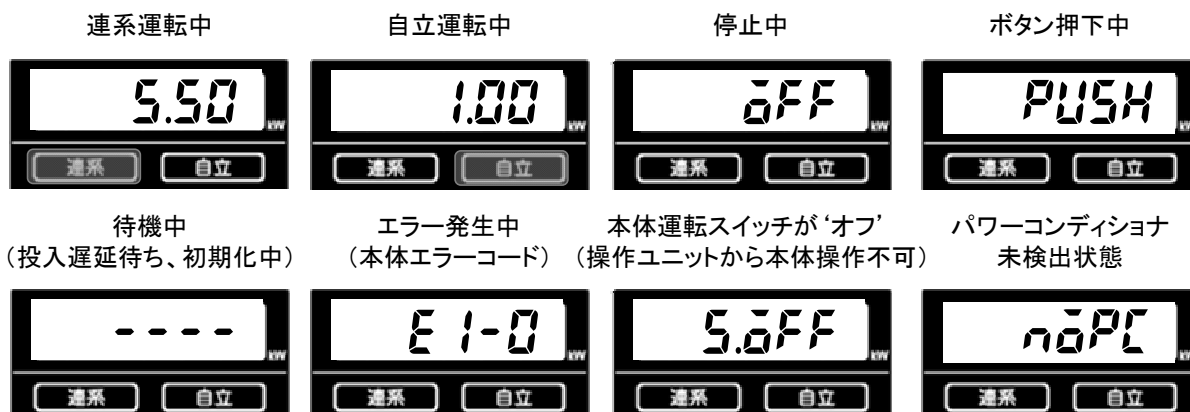 連系運転中
自立運転中
停止中
ボタン押下中
5.50 kW
1.00 kW
ōFF kW
PUSH kW
連系 自立
連系 自立
連系 自立
連系 自立
待機中
（投入遅延待ち、初期化中）
エラー発生中
（本体エラーコード）
本体運転スイッチが‘オフ’
（操作ユニットから本体操作不可）
パワーコンディショナ
未検出状態
---- kW
E1-0 kW
S.ōFF kW
nōPC kW
連系 自立
連系 自立
連系 自立
連系 自立